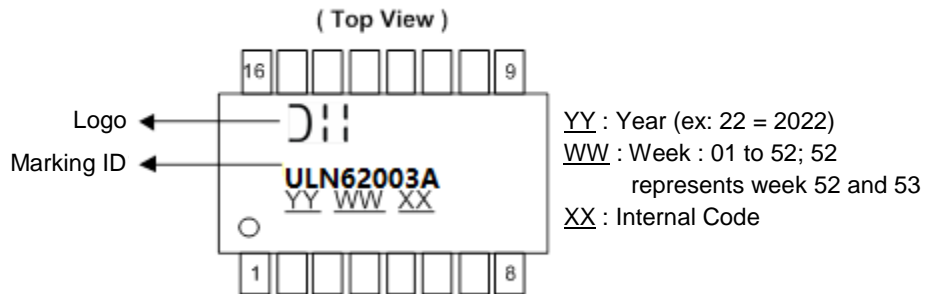 ( Top View )
16 9
Logo
Marking ID
ULN62003A
YY WW XX
1 8
YY : Year (ex: 22 = 2022)
WW : Week : 01 to 52; 52
represents week 52 and 53
XX : Internal Code